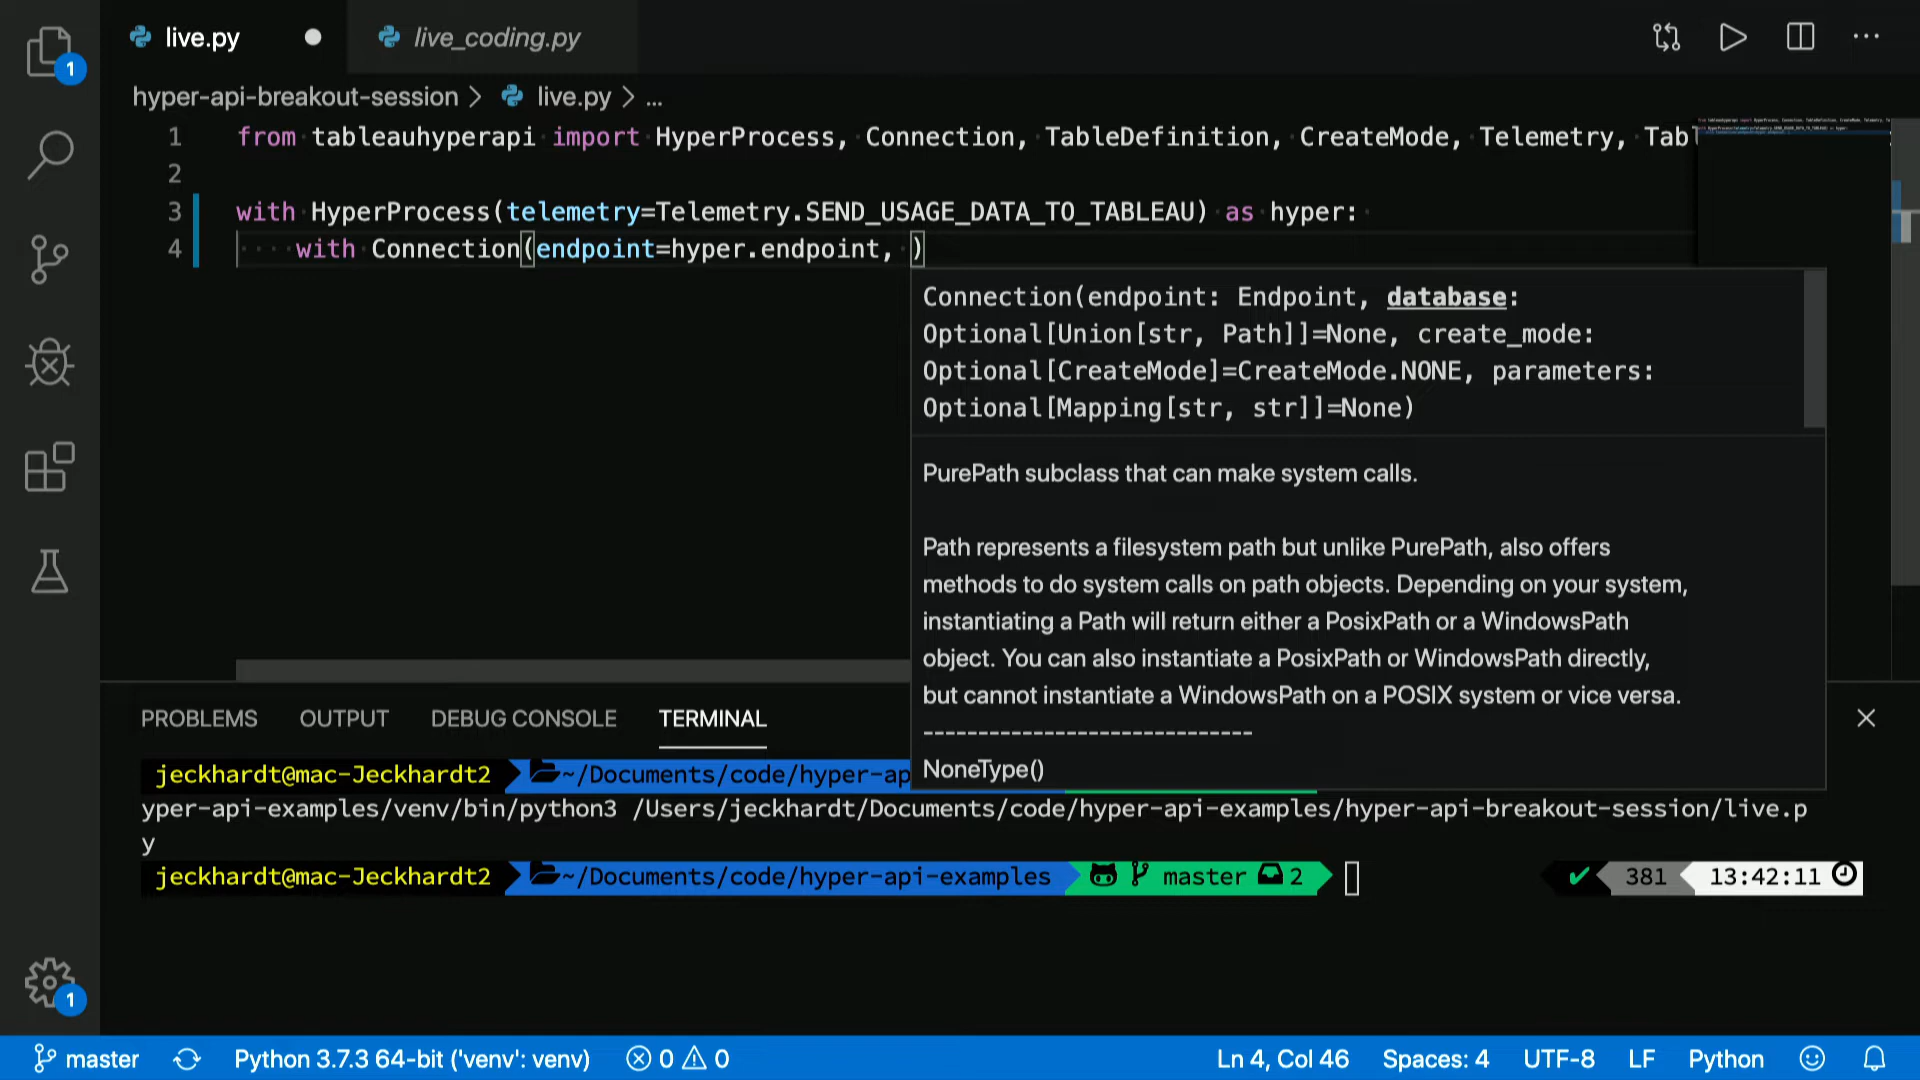 live.py
live_coding.py
1
hyper-api-breakout-session > live.py > ...
1 from tableauhyperapi import HyperProcess, Connection, TableDefinition, CreateMode, Telemetry, Tabl
2
3 with HyperProcess(telemetry=Telemetry.SEND_USAGE_DATA_TO_TABLEAU) as hyper:
4 with Connection(endpoint=hyper.endpoint, )
Connection(endpoint: Endpoint, database:
Optional[Union[str, Path]]=None, create_mode:
Optional[CreateMode]=CreateMode.NONE, parameters:
Optional[Mapping[str, str]]=None)
PurePath subclass that can make system calls.
Path represents a filesystem path but unlike PurePath, also offers
methods to do system calls on path objects. Depending on your system,
instantiating a Path will return either a PosixPath or a WindowsPath
object. You can also instantiate a PosixPath or WindowsPath directly,
but cannot instantiate a WindowsPath on a POSIX system or vice versa.
------------------------------
NoneType()
PROBLEMS OUTPUT DEBUG CONSOLE TERMINAL
jeckhardt@mac-Jeckhardt2 ~/Documents/code/hyper-ap
yper-api-examples/venv/bin/python3 /Users/jeckhardt/Documents/code/hyper-api-examples/hyper-api-breakout-session/live.p
y
jeckhardt@mac-Jeckhardt2 ~/Documents/code/hyper-api-examples master 2 ✔ 381 13:42:11
1
master Python 3.7.3 64-bit ('venv': venv) 0 0 Ln 4, Col 46 Spaces: 4 UTF-8 LF Python